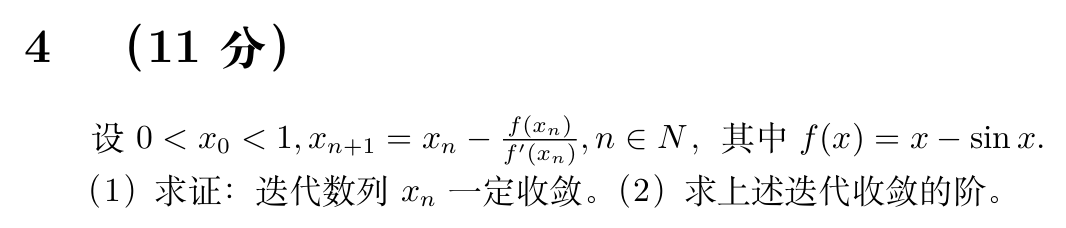 4 (11 分)
设 $0 < x_0 < 1, x_{n+1} = x_n - \frac{f(x_n)}{f'(x_n)}, n \in N$, 其中 $f(x) = x - \sin x$.
(1) 求证: 迭代数列 $x_n$ 一定收敛。(2) 求上述迭代收敛的阶。